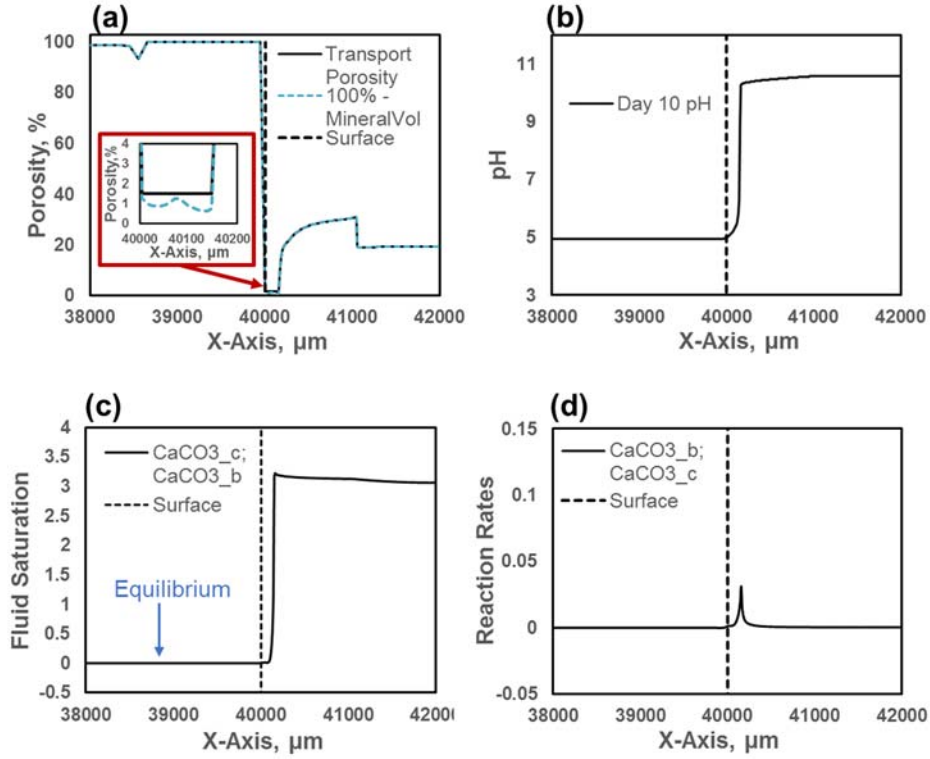 (a)
100
80
60
40
20
0
Porosity, %
Transport
Porosity
100% -
MineralVol
Surface
4
3
2
1
0
Porosity,%
40000 40100 40200
X-Axis, µm
38000 39000 40000 41000 42000
X-Axis, µm
(b)
11
9
7
5
3
pH
Day 10 pH
38000 39000 40000 41000 42000
X-Axis, µm
(c)
4
3.5
3
2.5
2
1.5
1
0.5
0
-0.5
Fluid Saturation
CaCO3_c;
CaCO3_b
Surface
Equilibrium
38000 39000 40000 41000 42000
X-Axis, µm
(d)
0.15
0.1
0.05
0
-0.05
Reaction Rates
CaCO3_b;
CaCO3_c
Surface
38000 39000 40000 41000 42000
X-Axis, µm